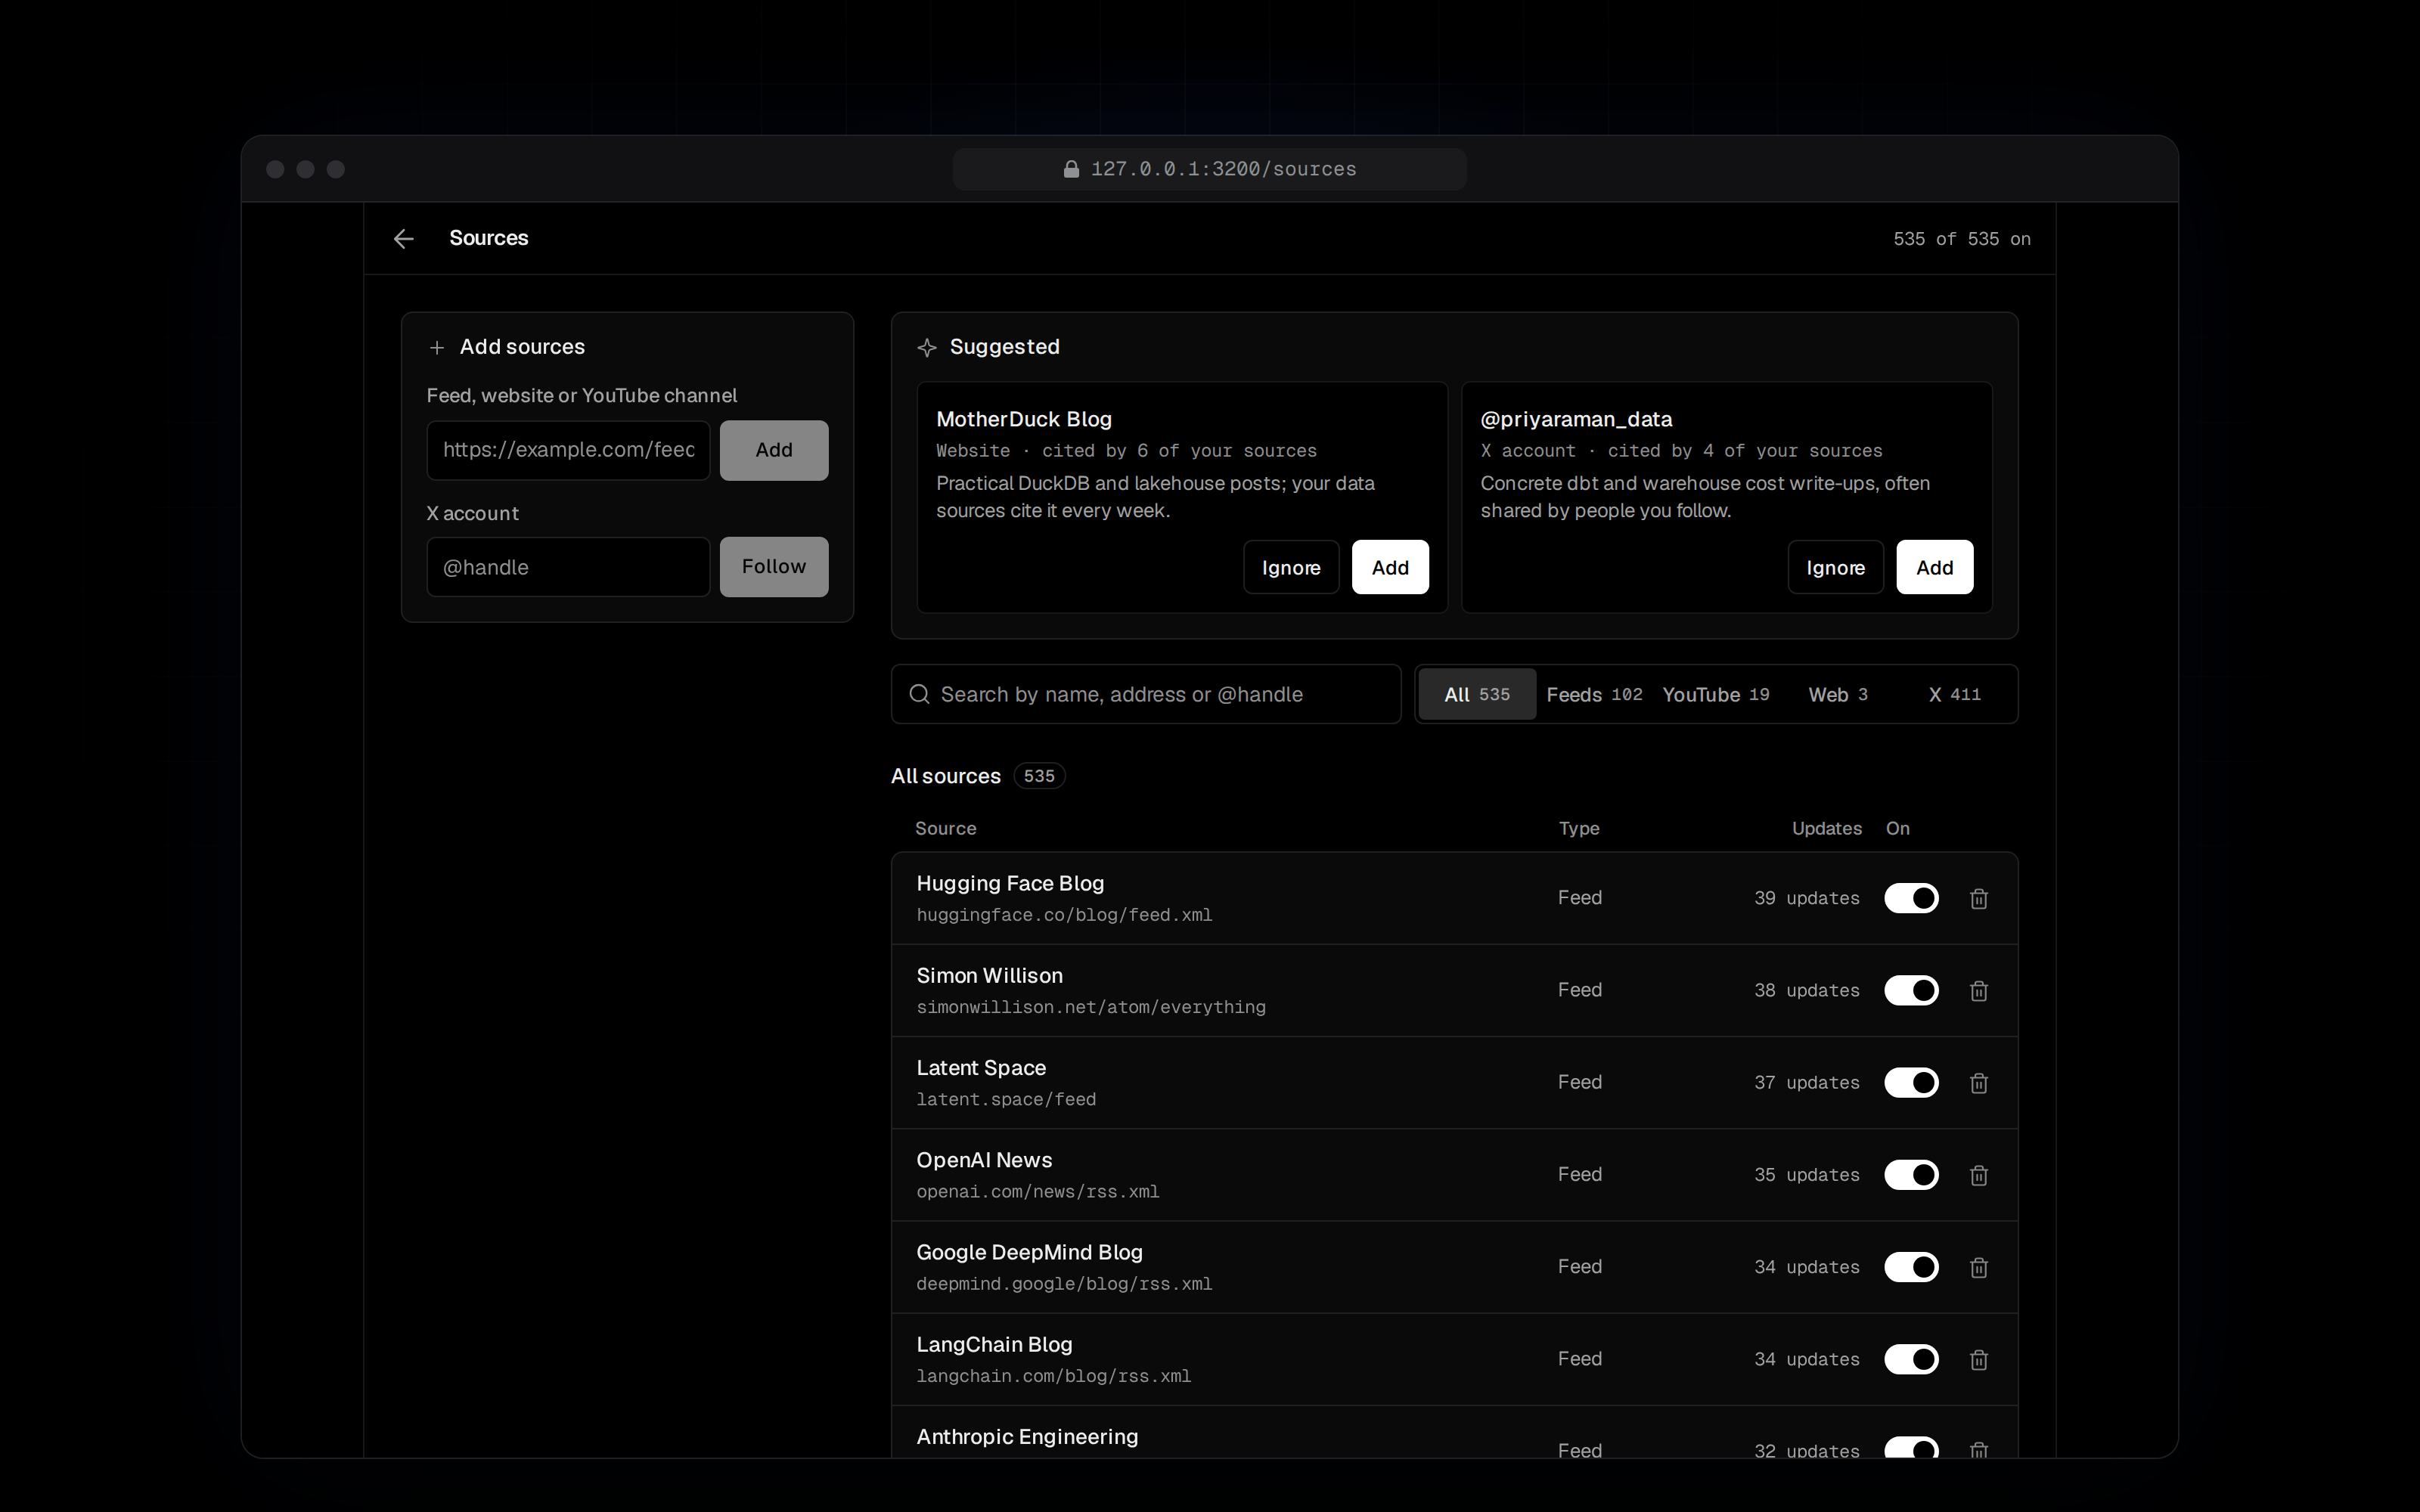 127.0.0.1:3200/sources
Sources
535 of 535 on
Add sources
Feed, website or YouTube channel
https://example.com/feed
Add
X account
@handle
Follow
Suggested
MotherDuck Blog
Website · cited by 6 of your sources
Practical DuckDB and lakehouse posts; your data
sources cite it every week.
Ignore
Add
@priyaraman_data
X account · cited by 4 of your sources
Concrete dbt and warehouse cost write-ups, often
shared by people you follow.
Ignore
Add
Search by name, address or @handle
All 535
Feeds 102
YouTube 19
Web 3
X 411
All sources 535
Source Type Updates On
Hugging Face Blog
huggingface.co/blog/feed.xml
Feed
39 updates
Simon Willison
simonwillison.net/atom/everything
Feed
38 updates
Latent Space
latent.space/feed
Feed
37 updates
OpenAI News
openai.com/news/rss.xml
Feed
35 updates
Google DeepMind Blog
deepmind.google/blog/rss.xml
Feed
34 updates
LangChain Blog
langchain.com/blog/rss.xml
Feed
34 updates
Anthropic Engineering
Feed
32 updates